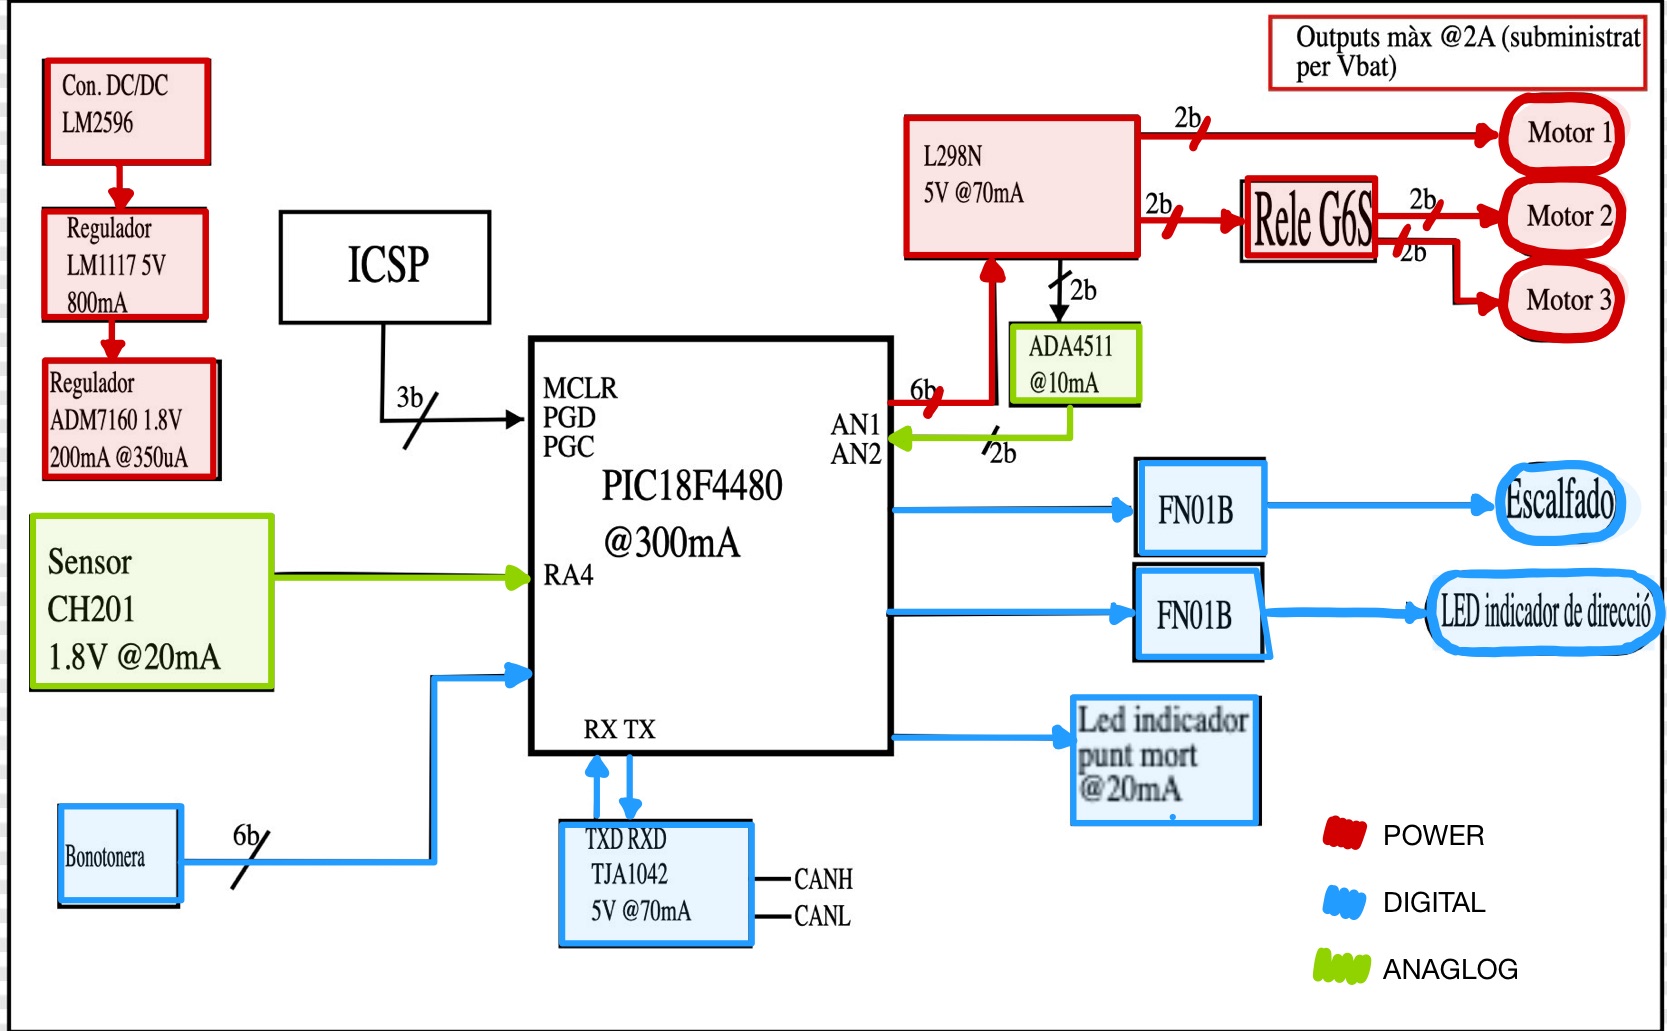 Outputs màx @2A (subministrat
per Vbat)
Con. DC/DC
LM2596
Regulador
LM1117 5V
800mA
Regulador
ADM7160 1.8V
200mA @350uA
ICSP
3b
L298N
5V @70mA
2b
Motor 1
2b
Rele G6S
2b
Motor 2
2b
Motor 3
2b
ADA4511
@10mA
6b
2b
MCLR
PGD
PGC
AN1
AN2
PIC18F4480
@300mA
RA4
RX TX
Sensor
CH201
1.8V @20mA
FN01B
Escalfado
FN01B
LED indicador de direcció
Led indicador
punt mort
@20mA
Bonotonera
6b
TXD RXD
TJA1042
5V @70mA
CANH
CANL
POWER
DIGITAL
ANAGLOG